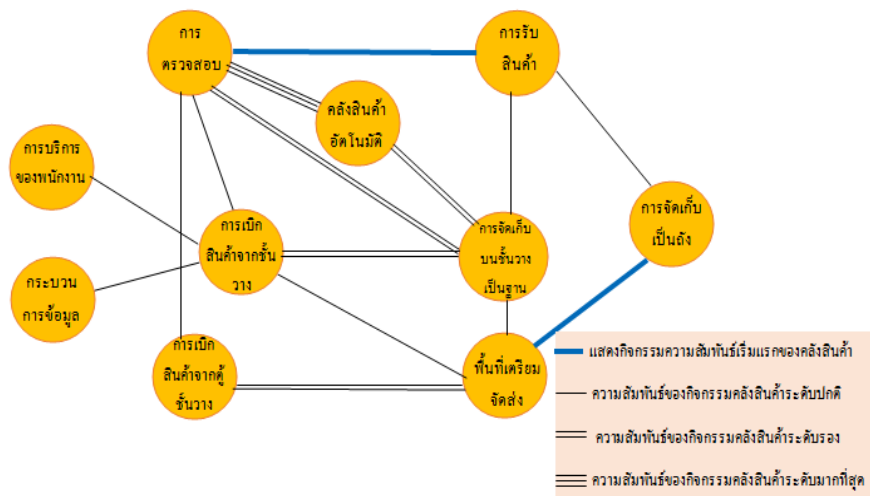 การ
ตรวจสอบ
การรับ
สินค้า
คลังสินค้า
อัตโนมัติ
การบริการ
ของพนักงาน
การจัดเก็บ
เป็นถัง
การเบิก
สินค้าจากชั้น
วาง
การจัดเก็บ
บนชั้นวาง
เป็นฐาน
กระบวน
การข้อมูล
การเบิก
สินค้าจากตู้
ชั้นวาง
พื้นที่เตรียม
จัดส่ง
แสดงกิจกรรมความสัมพันธ์เริ่มแรกของคลังสินค้า
ความสัมพันธ์ของกิจกรรมคลังสินค้าระดับปกติ
ความสัมพันธ์ของกิจกรรมคลังสินค้าระดับรอง
ความสัมพันธ์ของกิจกรรมคลังสินค้าระดับมากที่สุด